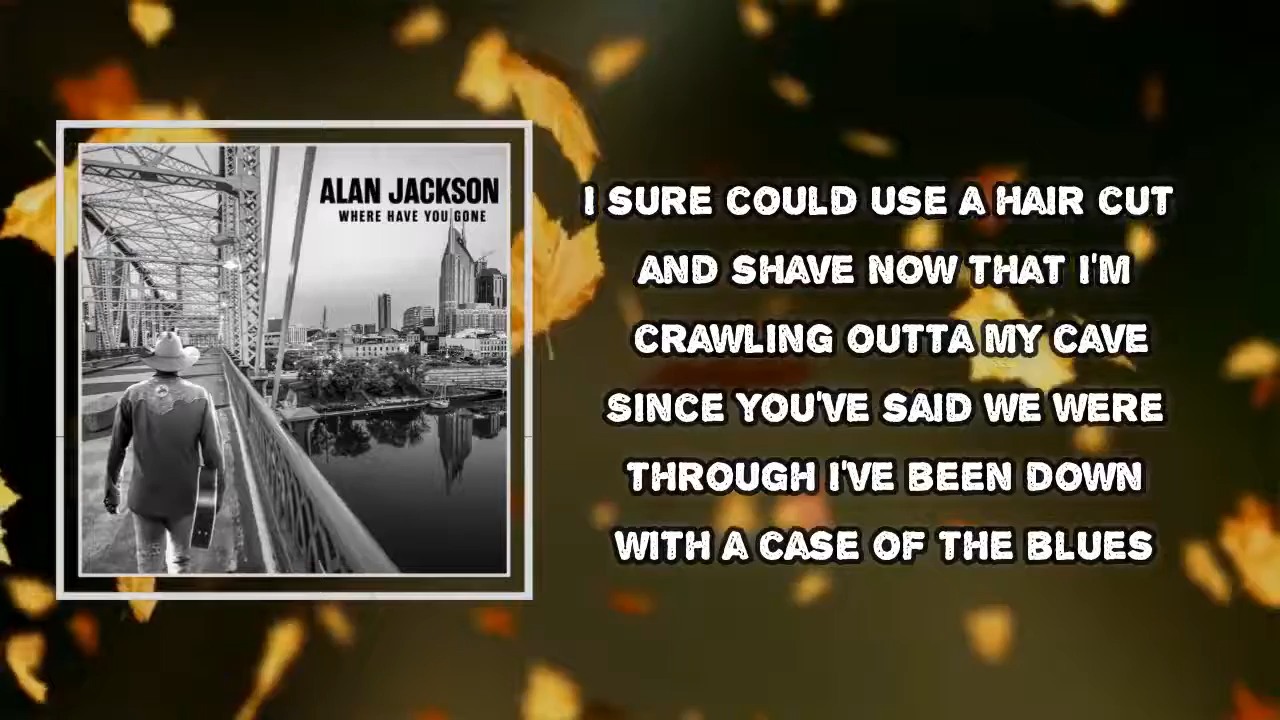 ALAN JACKSON
WHERE HAVE YOU GONE
I SURE COULD USE A HAIR CUT
AND SHAVE NOW THAT I'M
CRAWLING OUTTA MY CAVE
SINCE YOU'VE SAID WE WERE
THROUGH I'VE BEEN DOWN
WITH A CASE OF THE BLUES